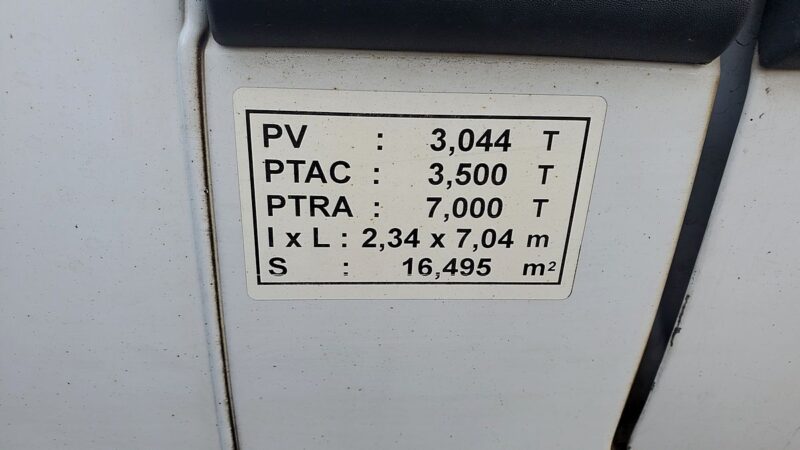 PV : 3,044 T
PTAC : 3,500 T
PTRA : 7,000 T
l x L : 2,34 x 7,04 m
S : 16,495 m²